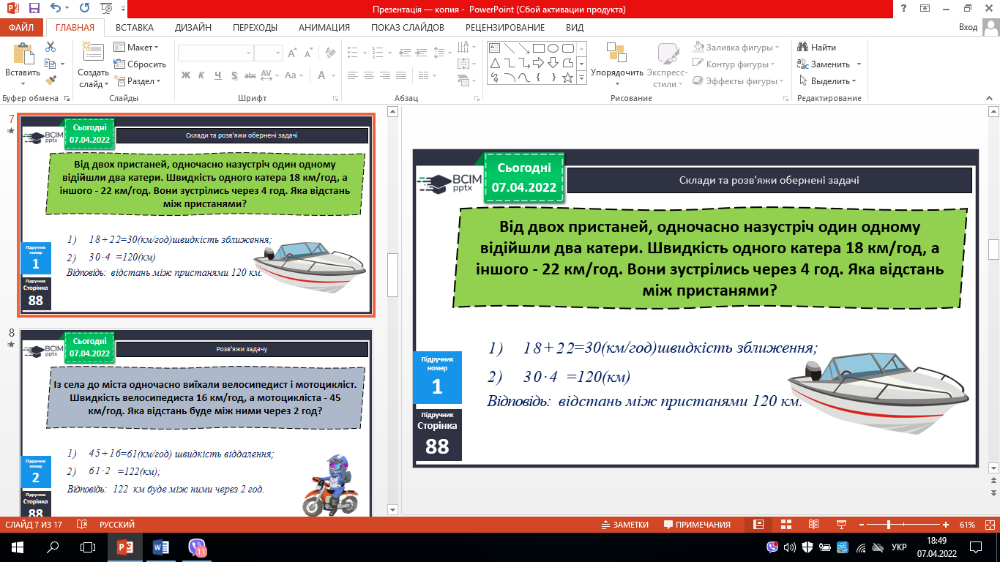 Презентація — копия - PowerPoint (Сбой активации продукта)
ФАЙЛ ГЛАВНАЯ ВСТАВКА ДИЗАЙН ПЕРЕХОДЫ АНИМАЦИЯ ПОКАЗ СЛАЙДОВ РЕЦЕНЗИРОВАНИЕ ВИД Вход
Вставить
Буфер обмена
Создать слайд
Макет
Сбросить
Раздел
Слайды
Ж К Ч S abc AV Aa A
Шрифт
Абзац
Упорядочить
Экспресс-стили
Заливка фигуры
Контур фигуры
Эффекты фигуры
Рисование
Найти
Заменить
Выделить
Редактирование
7
BCIM pptx
Сьогодні
07.04.2022
Склади та розв'яжи обернені задачі
Від двох пристаней, одночасно назустріч один одному
відійшли два катери. Швидкість одного катера 18 км/год, а
іншого - 22 км/год. Вони зустрілись через 4 год. Яка відстань
між пристанями?
1) 18+22=30(км/год)швидкість зближення;
2) 30·4 =120(км)
Відповідь: відстань між пристанями 120 км.
Підручник
номер
1
Підручник
Сторінка
88
8
BCIM pptx
Сьогодні
07.04.2022
Розв'яжи задачу
Із села до міста одночасно виїхали велосипедист і мотоцикліст.
Швидкість велосипедиста 16 км/год, а мотоцикліста - 45
км/год. Яка відстань буде між ними через 2 год?
1) 45+16=61(км/год) швидкість віддалення;
2) 61·2 =122(км);
Відповідь: 122 км буде між ними через 2 год.
Підручник
номер
2
Підручник
Сторінка
88
BCIM
pptx
Сьогодні
07.04.2022
Склади та розв'яжи обернені задачі
Від двох пристаней, одночасно назустріч один одному
відійшли два катери. Швидкість одного катера 18 км/год, а
іншого - 22 км/год. Вони зустрілись через 4 год. Яка відстань
між пристанями?
1) 18+22=30(км/год)швидкість зближення;
2) 30·4 =120(км)
Відповідь: відстань між пристанями 120 км.
Підручник
номер
1
Підручник
Сторінка
88
СЛАЙД 7 ИЗ 17 РУССКИЙ ЗАМЕТКИ ПРИМЕЧАНИЯ 61%
11
УКР
18:49
07.04.2022